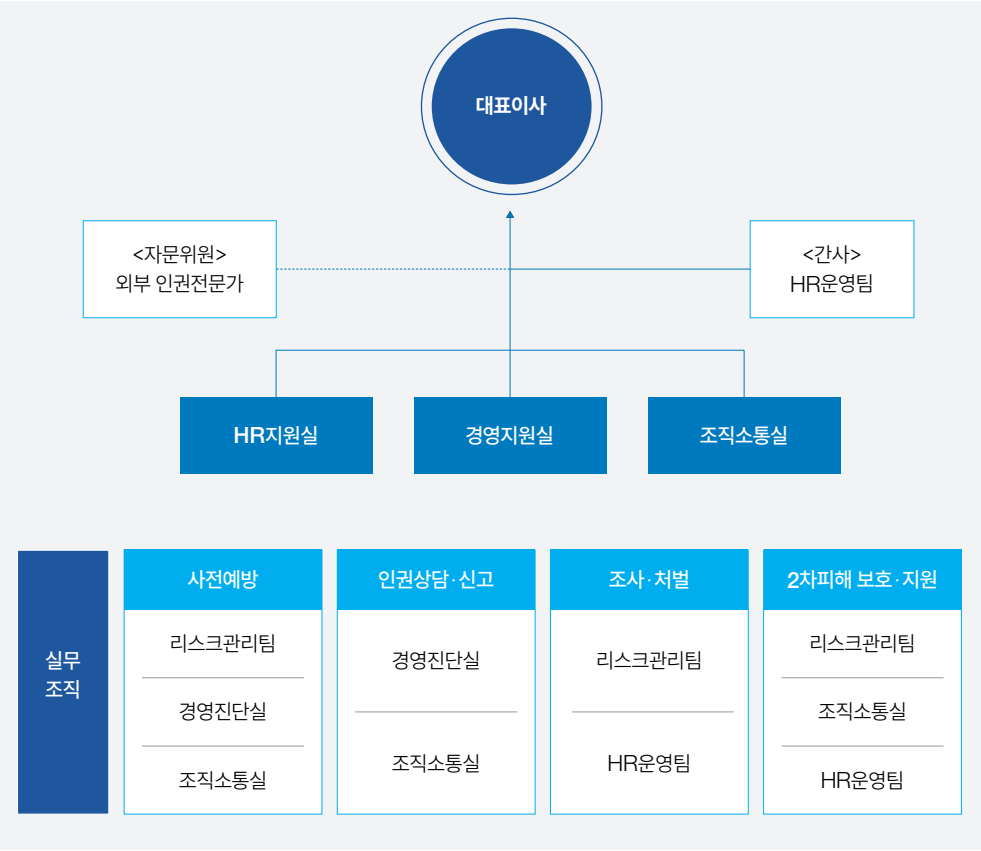 대표이사
<자문위원>
외부 인권전문가
<간사>
HR운영팀
HR지원실
경영지원실
조직소통실
실무
조직
사전예방
리스크관리팀
경영진단실
조직소통실
인권상담·신고
경영진단실
조직소통실
조사·처벌
리스크관리팀
HR운영팀
2차피해 보호·지원
리스크관리팀
조직소통실
HR운영팀